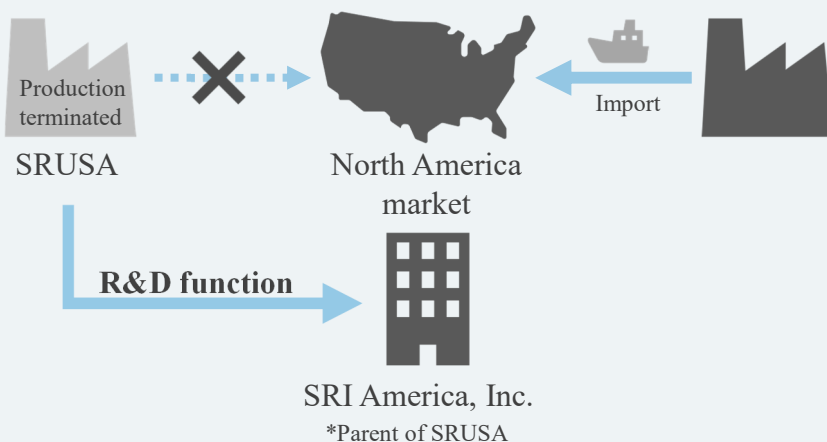 Production
terminated
SRUSA
North America
market
Import
R&D function
SRI America, Inc.
*Parent of SRUSA